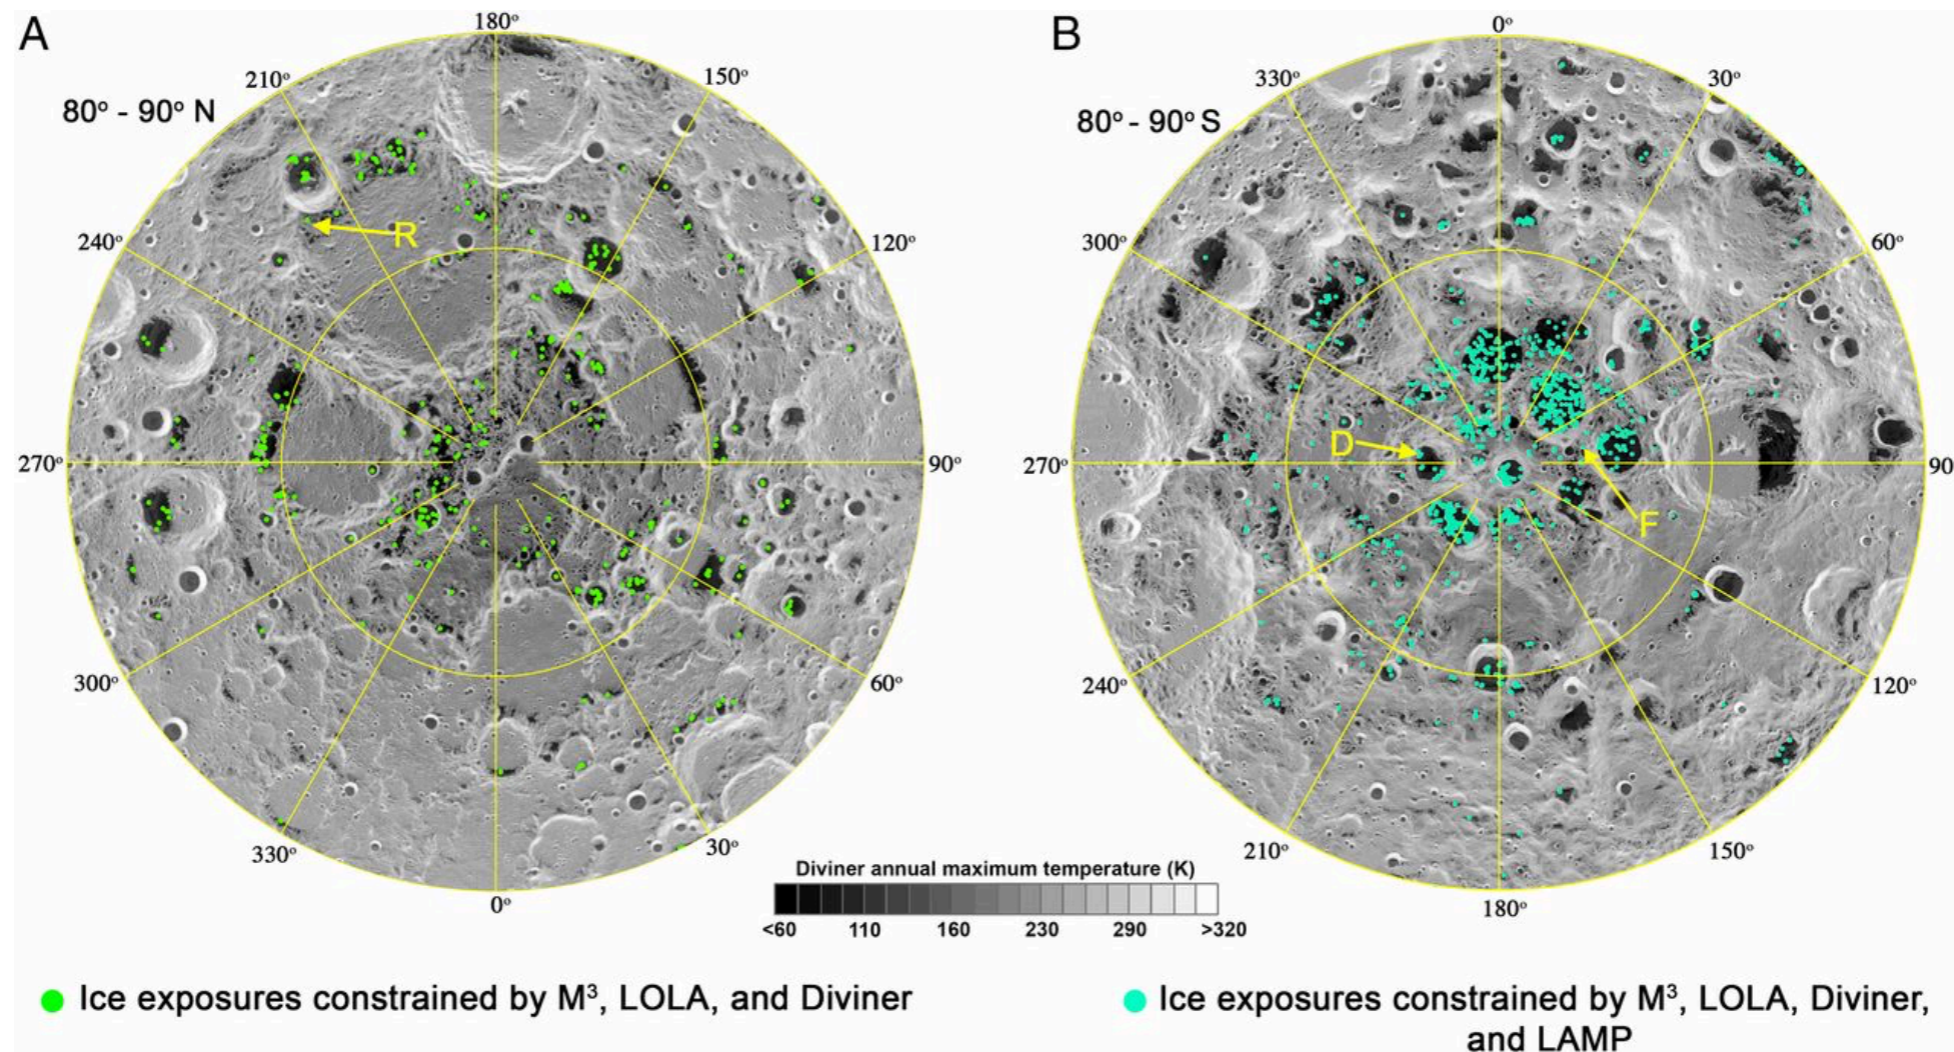 A
B
180°
0°
210°
150°
330°
30°
80° - 90° N
80° - 90° S
240°
120°
300°
60°
R
270°
90°
D
270°
90
F
300°
60°
240°
120°
330°
30°
210°
150°
Diviner annual maximum temperature (K)
0°
180°
<60 110 160 230 290 >320
Ice exposures constrained by M³, LOLA, and Diviner
Ice exposures constrained by M³, LOLA, Diviner,
and LAMP